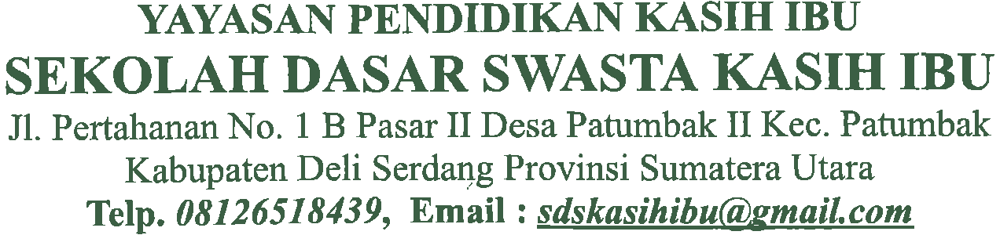 YAYASAN PENDIDIKAN KASIH IBU
SEKOLAH DASAR SWASTA KASIH IBU
Jl. Pertahanan No. 1 B Pasar II Desa Patumbak II Kec. Patumbak
Kabupaten Deli Serdang Provinsi Sumatera Utara
Telp. 08126518439, Email : sdskasihibu@gmail.com